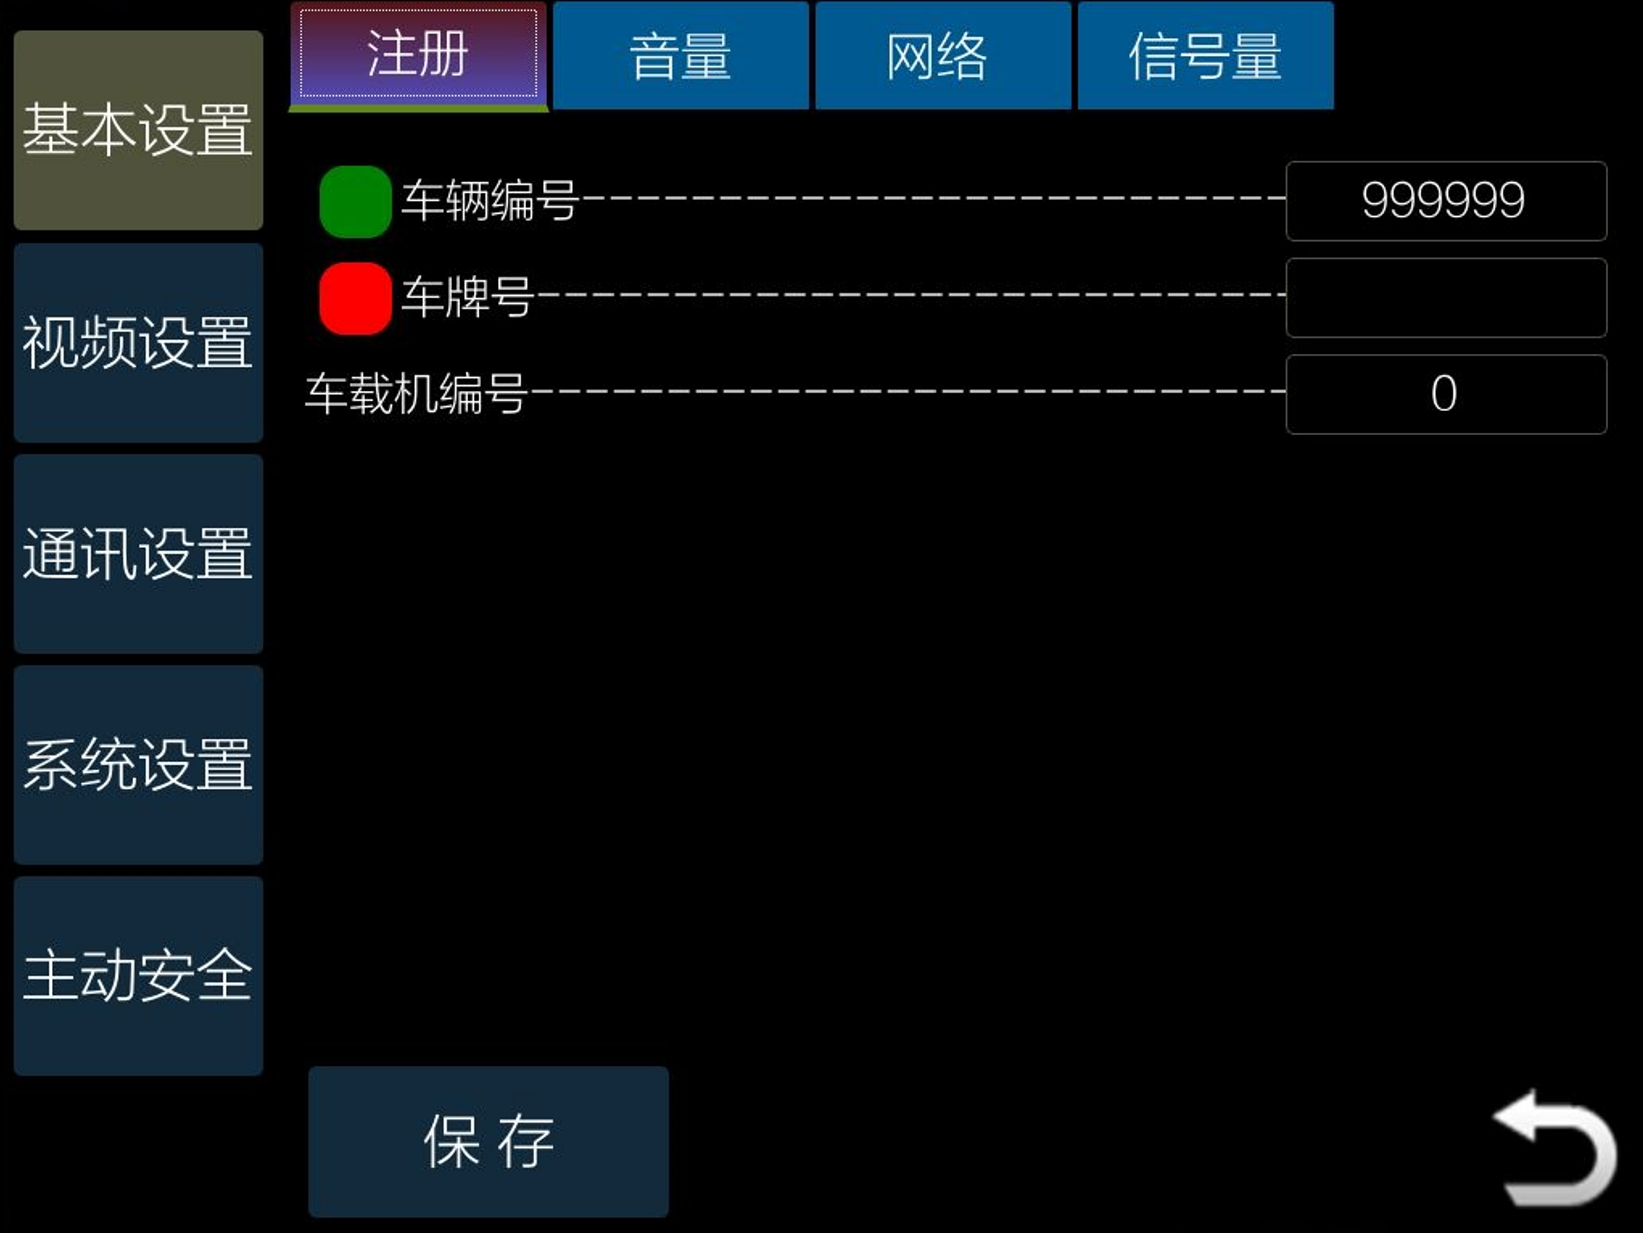 注册
音量
网络
信号量
基本设置
视频设置
通讯设置
系统设置
主动安全
车辆编号--------------------------999999
车牌号----------------------------
车载机编号----------------------------0
保 存